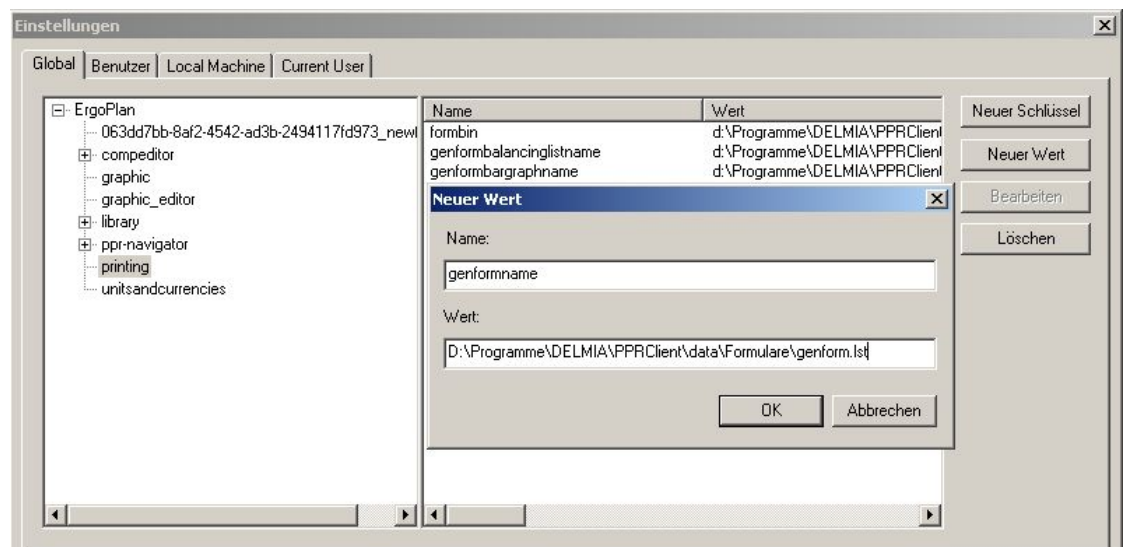 Einstellungen
Global Benutzer Local Machine Current User
ErgoPlan
063dd7bb-8af2-4542-ad3b-2494117fd973_newl
compeditor
graphic
graphic_editor
library
ppr-navigator
printing
unitsandcurrencies
Name Wert
formbin d:\Programme\DELMIA\PPRClient
genformbalancinglistname d:\Programme\DELMIA\PPRClient
genformbargraphname d:\Programme\DELMIA\PPRClient
Neuer Wert
Name:
genformname
Wert:
D:\Programme\DELMIA\PPRClient\data\Formulare\genform.lst
OK Abbrechen
Neuer Schlüssel
Neuer Wert
Bearbeiten
Löschen